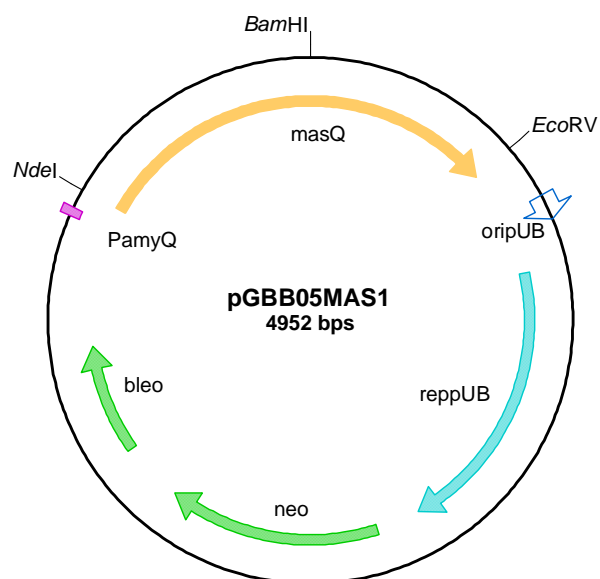 BamHI
masQ
EcoRV
NdeI
oripUB
PamyQ
pGBB05MAS1
4952 bps
bleo
reppUB
neo